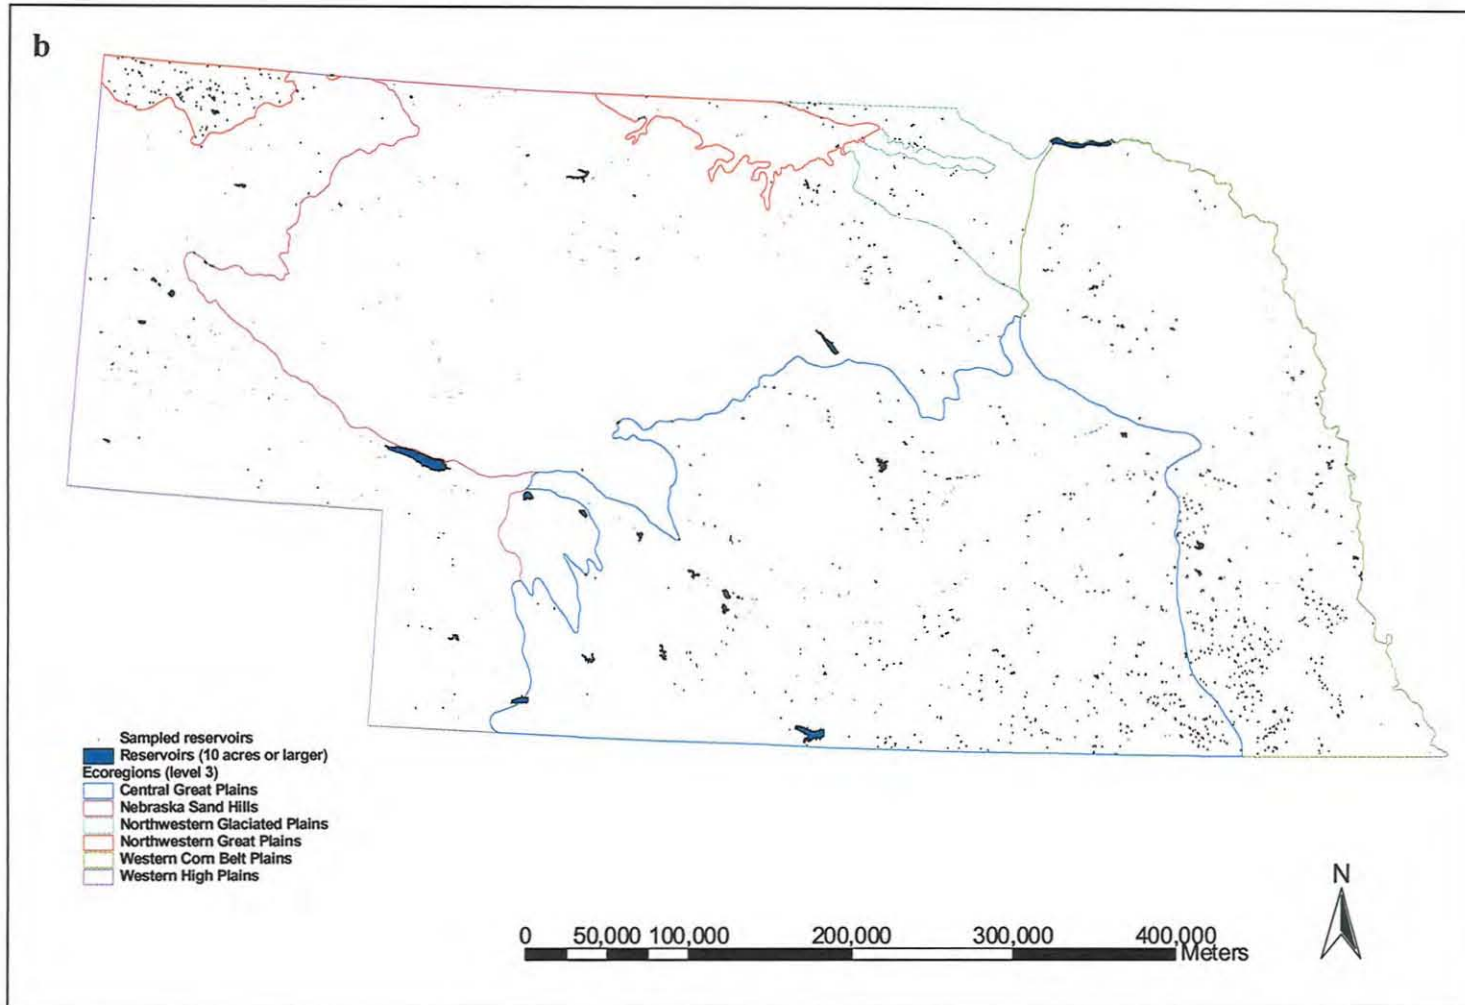 b
Sampled reservoirs
Reservoirs (10 acres or larger)
Ecoregions (level 3)
Central Great Plains
Nebraska Sand Hills
Northwestern Glaciated Plains
Northwestern Great Plains
Western Corn Belt Plains
Western High Plains
N
0 50,000 100,000 200,000 300,000 400,000
Meters